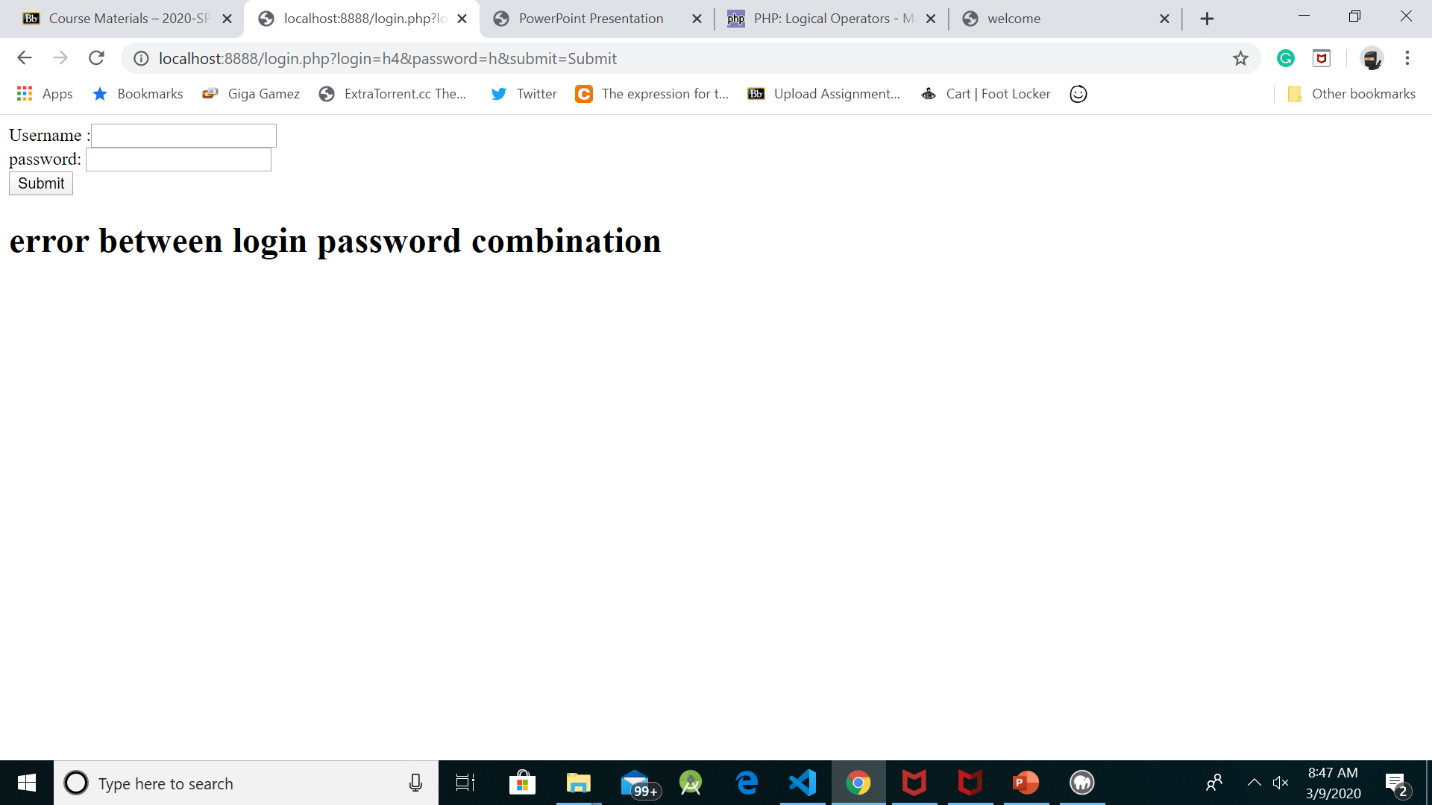 Course Materials – 2020-SP
localhost:8888/login.php?lo
PowerPoint Presentation
php PHP: Logical Operators - Ma
welcome
localhost:8888/login.php?login=h4&password=h&submit=Submit
Apps Bookmarks Giga Gamez ExtraTorrent.cc The... Twitter C The expression for t... Bb Upload Assignment... Cart | Foot Locker Other bookmarks
Username :
password:
Submit
error between login password combination
Type here to search
99+
8:47 AM
3/9/2020
2